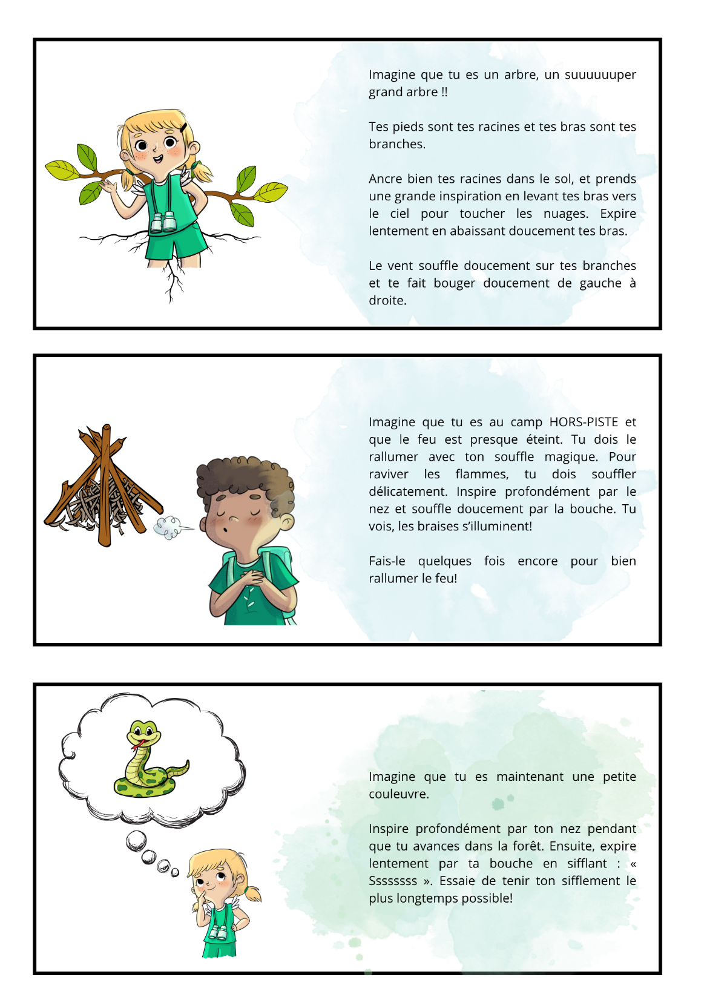 Imagine que tu es un arbre, un suuuuuuper
grand arbre !!
Tes pieds sont tes racines et tes bras sont tes
branches.
Ancre bien tes racines dans le sol, et prends
une grande inspiration en levant tes bras vers
le ciel pour toucher les nuages. Expire
lentement en abaissant doucement tes bras.
Le vent souffle doucement sur tes branches
et te fait bouger doucement de gauche à
droite.
Imagine que tu es au camp HORS-PISTE et
que le feu est presque éteint. Tu dois le
rallumer avec ton souffle magique. Pour
raviver les flammes, tu dois souffler
délicatement. Inspire profondément par le
nez et souffle doucement par la bouche. Tu
vois, les braises s’illuminent!
Fais-le quelques fois encore pour bien
rallumer le feu!
Imagine que tu es maintenant une petite
couleuvre.
Inspire profondément par ton nez pendant
que tu avances dans la forêt. Ensuite, expire
lentement par ta bouche en sifflant : «
Ssssssss ». Essaie de tenir ton sifflement le
plus longtemps possible!